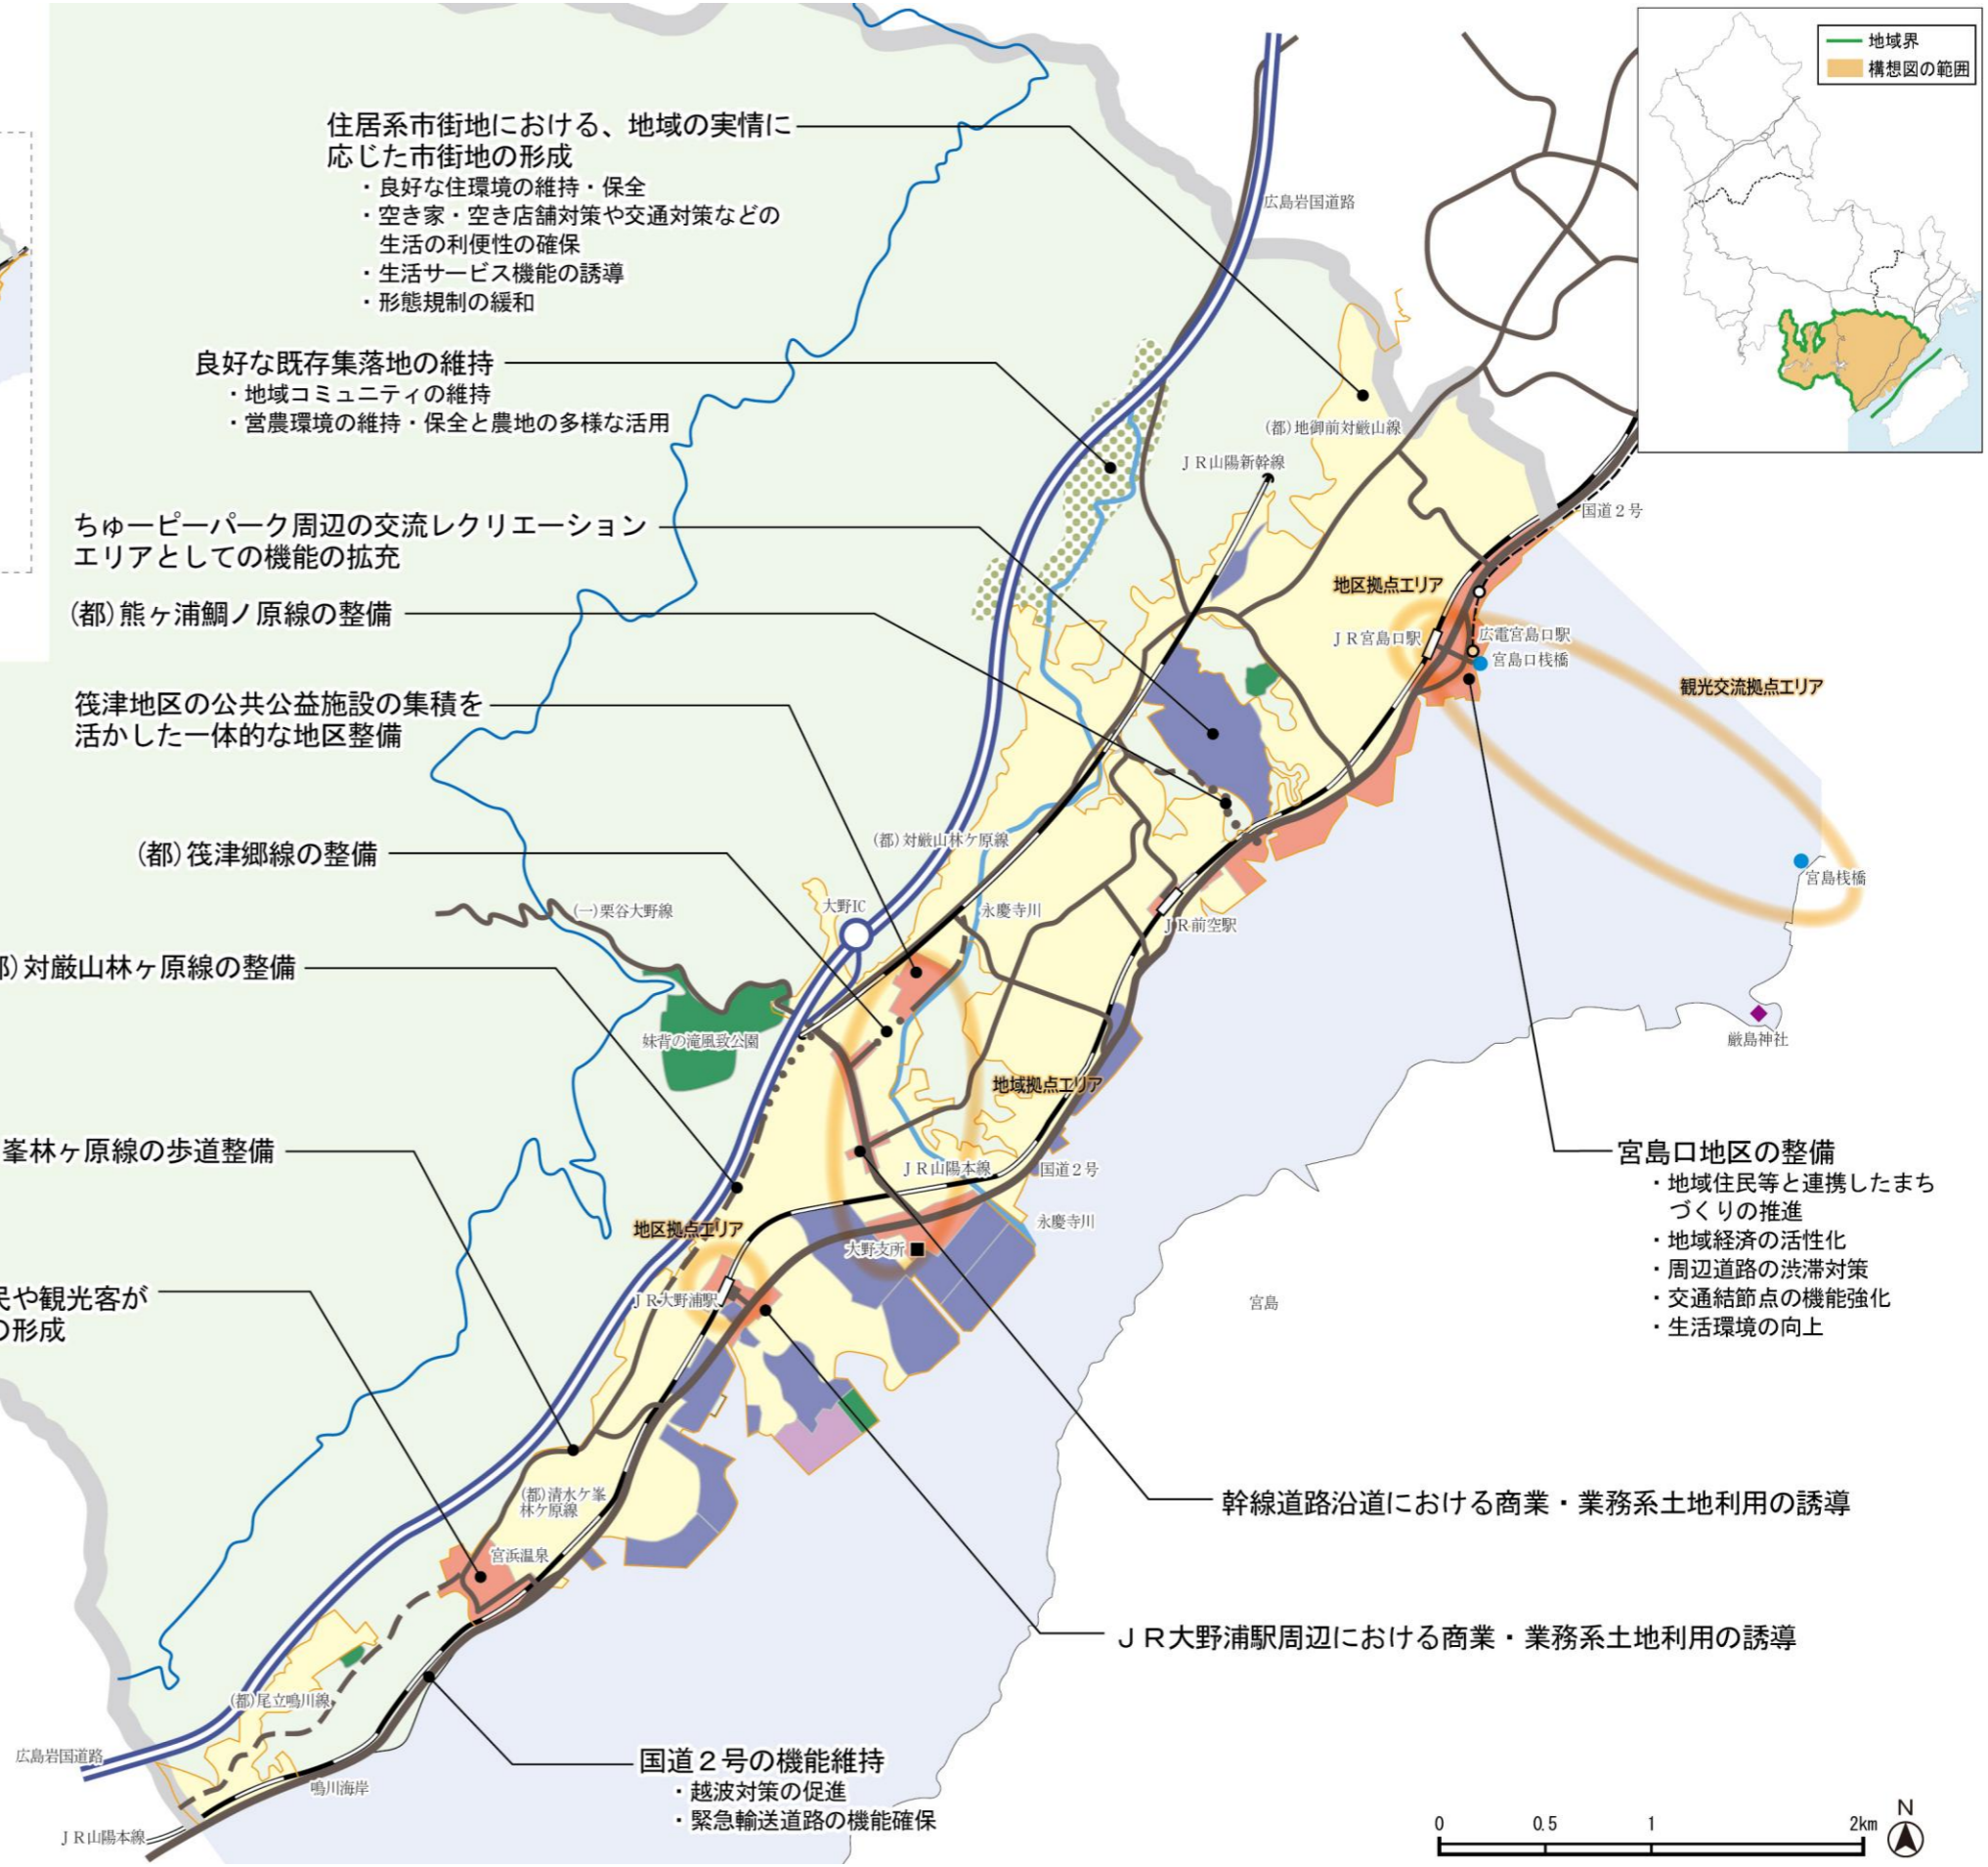 地域界
構想図の範囲
住居系市街地における、地域の実情に
応じた市街地の形成
・良好な住環境の維持・保全
・空き家・空き店舗対策や交通対策などの
生活の利便性の確保
・生活サービス機能の誘導
・形態規制の緩和
広島岩国道路
良好な既存集落地の維持
・地域コミュニティの維持
・営農環境の維持・保全と農地の多様な活用
(都)地御前対厳山線
ＪＲ山陽新幹線
国道２号
ちゅーピーパーク周辺の交流レクリエーション
エリアとしての機能の拡充
地区拠点エリア
(都)熊ヶ浦鯛ノ原線の整備
ＪＲ宮島口駅
広電宮島口駅
宮島口桟橋
観光交流拠点エリア
筏津地区の公共公益施設の集積を
活かした一体的な地区整備
(都)対厳山林ケ原線
(都)筏津郷線の整備
宮島桟橋
(一)栗谷大野線
大野IC
永慶寺川
ＪＲ前空駅
都)対厳山林ヶ原線の整備
妹背の滝風致公園
厳島神社
地域拠点エリア
峯林ヶ原線の歩道整備
ＪＲ山陽本線
国道２号
宮島口地区の整備
・地域住民等と連携したまち
づくりの推進
・地域経済の活性化
・周辺道路の渋滞対策
・交通結節点の機能強化
・生活環境の向上
地区拠点エリア
永慶寺川
大野支所
民や観光客が
の形成
ＪＲ大野浦駅
宮島
(都)清水ケ峯
林ケ原線
幹線道路沿道における商業・業務系土地利用の誘導
宮浜温泉
ＪＲ大野浦駅周辺における商業・業務系土地利用の誘導
(都)尾立鳴川線
広島岩国道路
鳴川海岸
国道２号の機能維持
・越波対策の促進
・緊急輸送道路の機能確保
ＪＲ山陽本線
0 0.5 1 2km
N